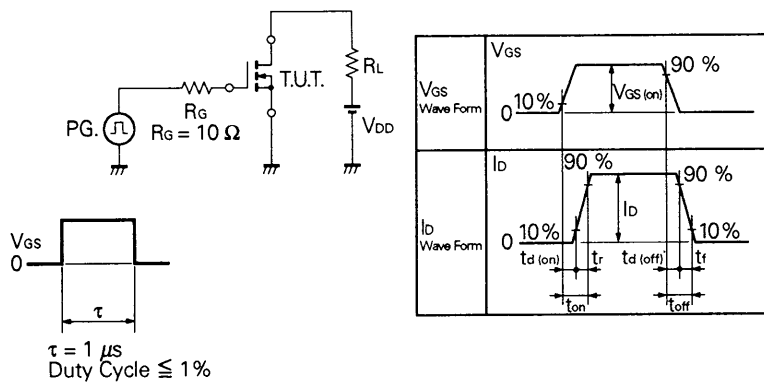 T.U.T.
RL
RG
RG = 10 Ω
PG.
VDD
VGS
0
τ
τ = 1 μs
Duty Cycle ≦ 1%
VGS
Wave Form
VGS
90 %
VGS (on)
10%
0
ID
Wave Form
ID
90 %
90 %
ID
10%
10%
0
td (on)
tr
td (off)
tf
ton
toff